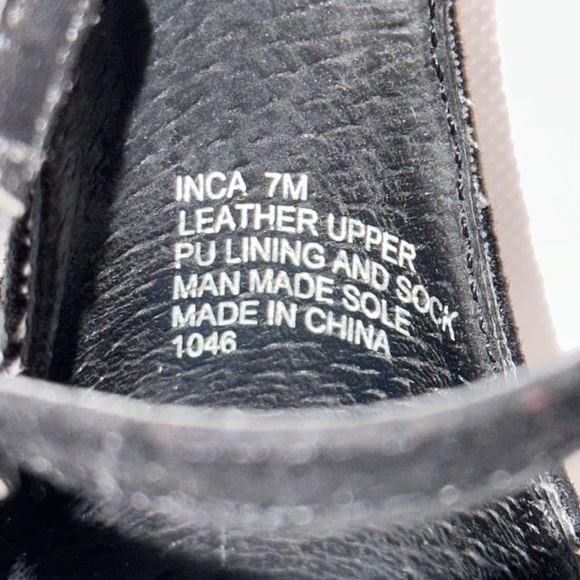 INCA 7M
LEATHER UPPER
PU LINING AND SOCK
MAN MADE SOLE
MADE IN CHINA
1046